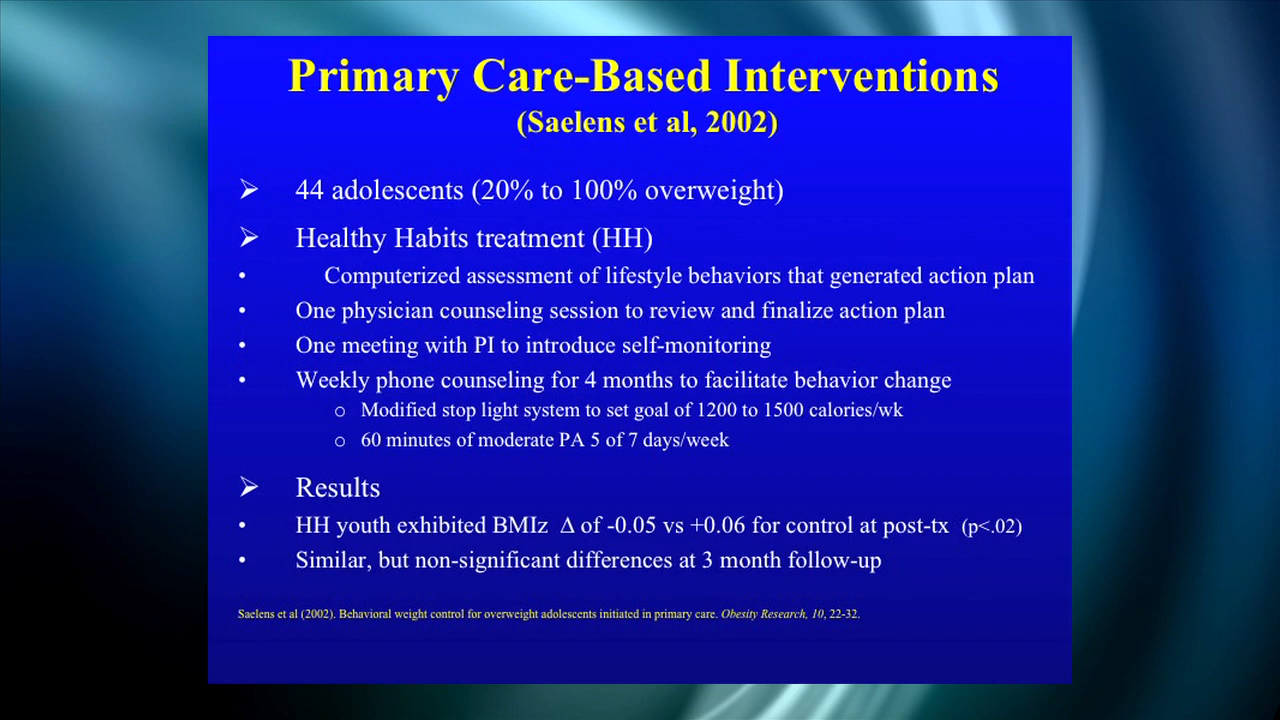 Primary Care-Based Interventions
(Saelens et al, 2002)
➢ 44 adolescents (20% to 100% overweight)
➢ Healthy Habits treatment (HH)
• Computerized assessment of lifestyle behaviors that generated action plan
• One physician counseling session to review and finalize action plan
• One meeting with PI to introduce self-monitoring
• Weekly phone counseling for 4 months to facilitate behavior change
o Modified stop light system to set goal of 1200 to 1500 calories/wk
o 60 minutes of moderate PA 5 of 7 days/week
➢ Results
• HH youth exhibited BMIz Δ of -0.05 vs +0.06 for control at post-tx (p<.02)
• Similar, but non-significant differences at 3 month follow-up
Saelens et al (2002). Behavioral weight control for overweight adolescents initiated in primary care. Obesity Research, 10, 22-32.